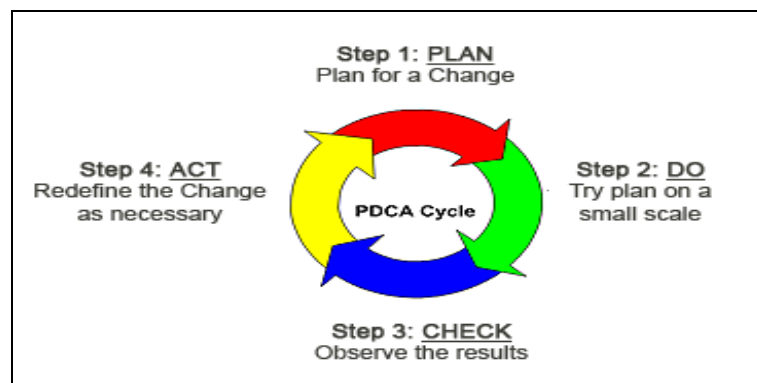 Step 1: PLAN
Plan for a Change
Step 2: DO
Try plan on a
small scale
Step 3: CHECK
Observe the results
Step 4: ACT
Redefine the Change
as necessary
PDCA Cycle